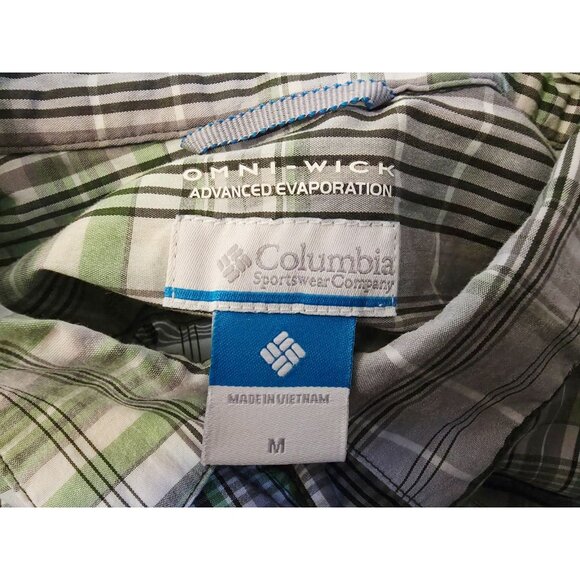 OMNI-WICK
ADVANCED EVAPORATION
Columbia
Sportswear Company
MADE IN VIETNAM
M